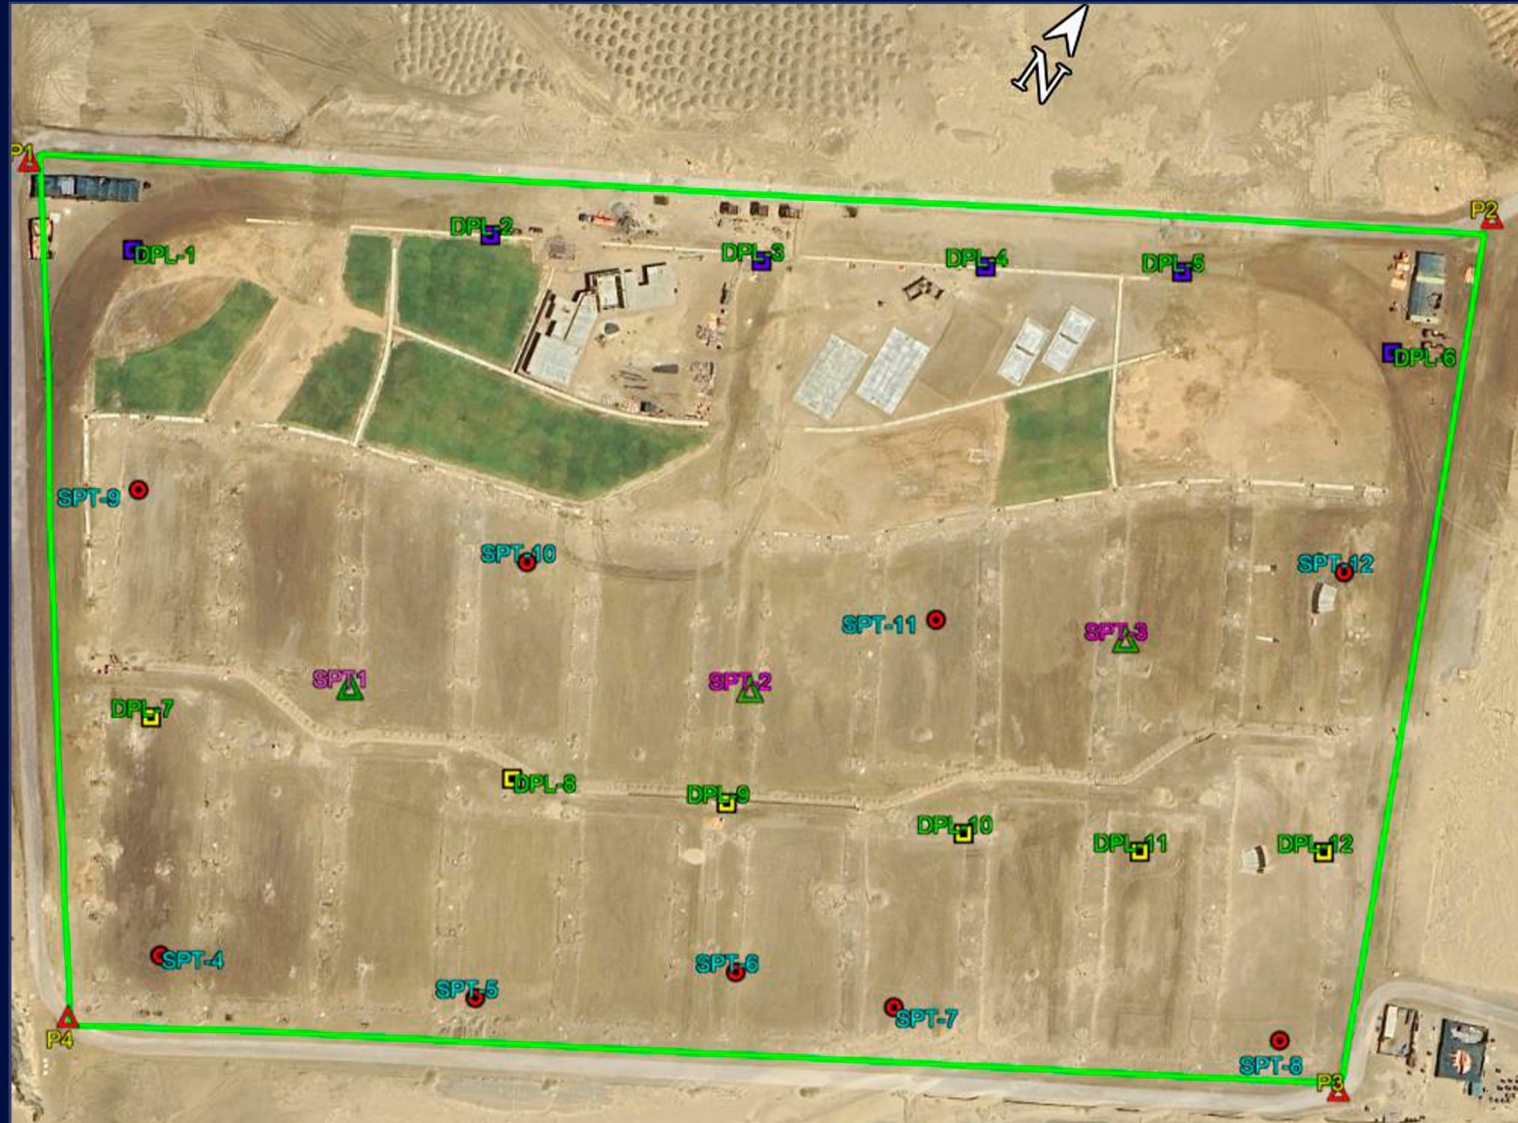 N
P1
P2
DPL-1
DPL-2
DPL-3
DPL-4
DPL-5
DPL-6
SPT-9
SPT-10
SPT-11
SPT-12
SPT1
SPT-2
SPT-3
DPL-7
DPL-8
DPL-9
DPL-10
DPL-11
DPL-12
SPT-4
SPT-5
SPT-6
SPT-7
SPT-8
P4
P3